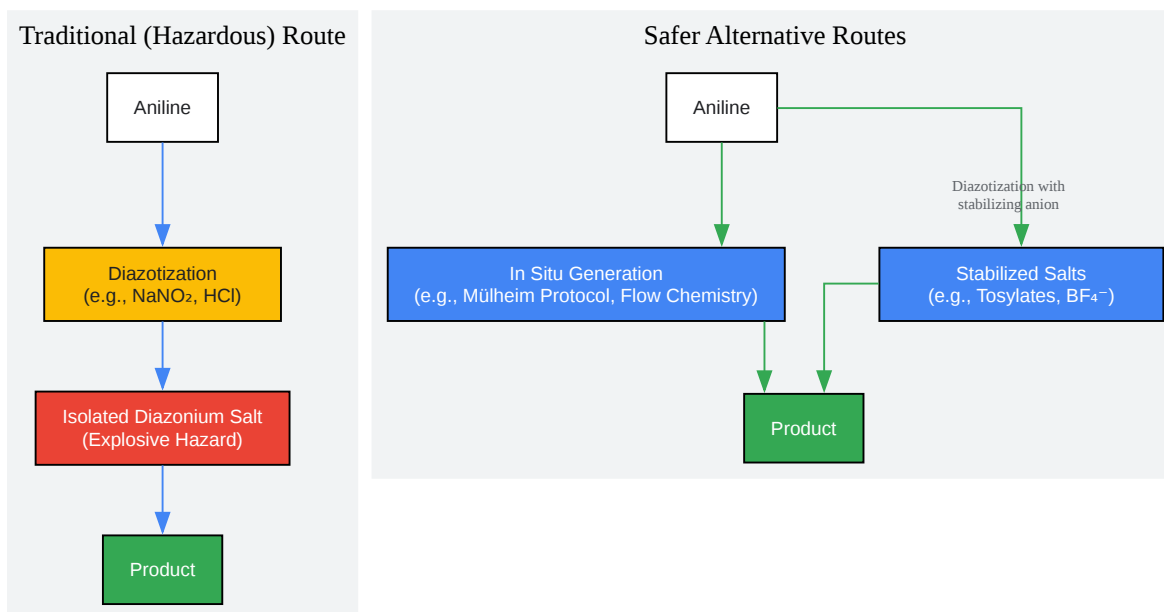 Traditional (Hazardous) Route
Aniline
Diazotization
(e.g., NaNO₂, HCl)
Isolated Diazonium Salt
(Explosive Hazard)
Product
Safer Alternative Routes
Aniline
Diazotization with
stabilizing anion
In Situ Generation
(e.g., Mülheim Protocol, Flow Chemistry)
Stabilized Salts
(e.g., Tosylates, BF₄⁻)
Product